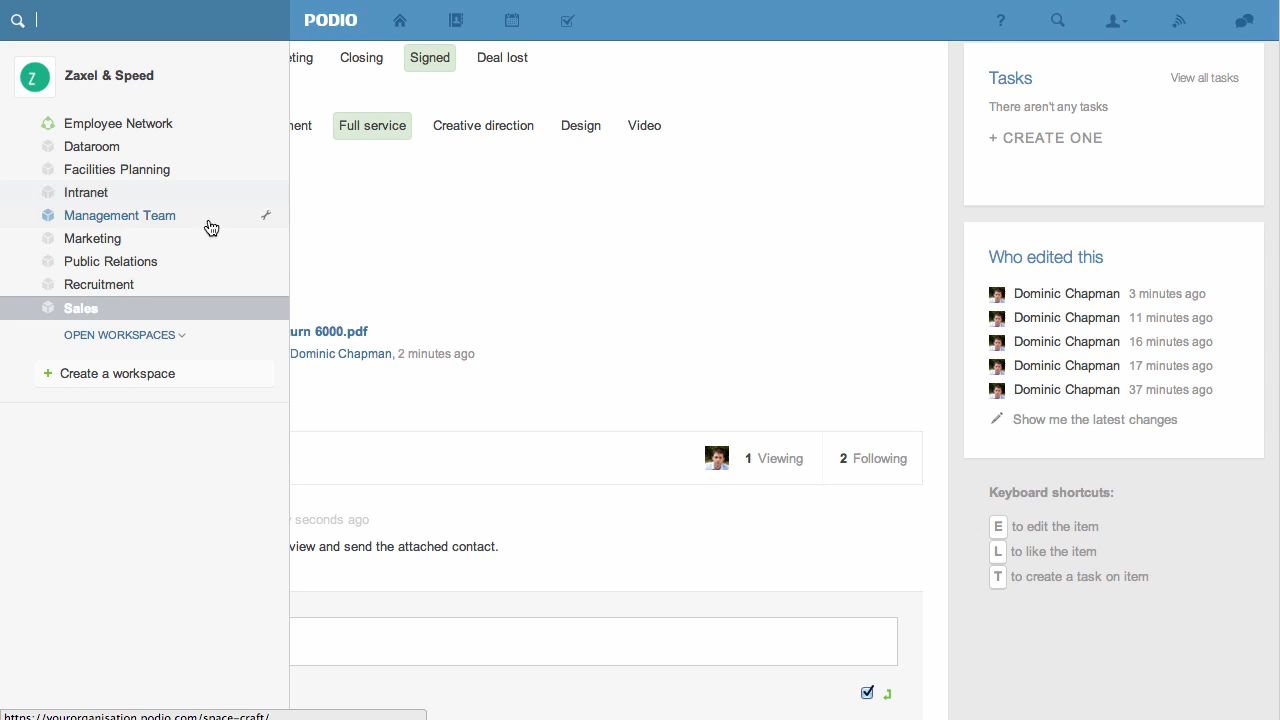 PODIO
?
Zaxel & Speed
Employee Network
Dataroom
Facilities Planning
Intranet
Management Team
Marketing
Public Relations
Recruitment
Sales
OPEN WORKSPACES
+ Create a workspace
eting Closing Signed Deal lost
nent Full service Creative direction Design Video
urn 6000.pdf
Dominic Chapman, 2 minutes ago
1 Viewing 2 Following
seconds ago
view and send the attached contact.
Tasks View all tasks
There aren't any tasks
+ CREATE ONE
Who edited this
Dominic Chapman 3 minutes ago
Dominic Chapman 11 minutes ago
Dominic Chapman 16 minutes ago
Dominic Chapman 17 minutes ago
Dominic Chapman 37 minutes ago
Show me the latest changes
Keyboard shortcuts:
E to edit the item
L to like the item
T to create a task on item
https://yourorganisation.podio.com/space-craft/